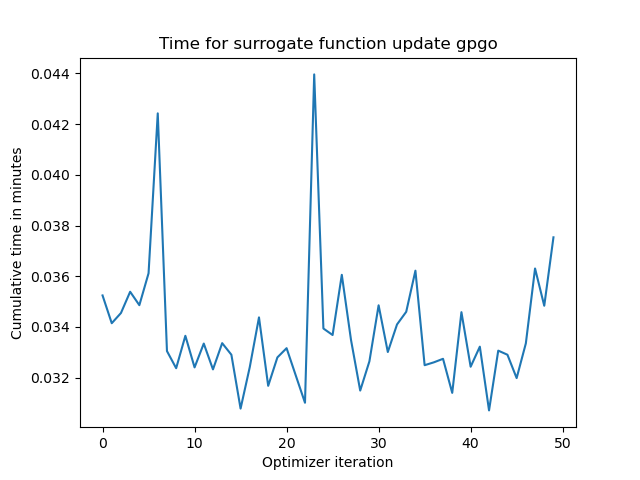 Time for surrogate function update gpgo
Cumulative time in minutes
0.044
0.042
0.040
0.038
0.036
0.034
0.032
0 10 20 30 40 50
Optimizer iteration